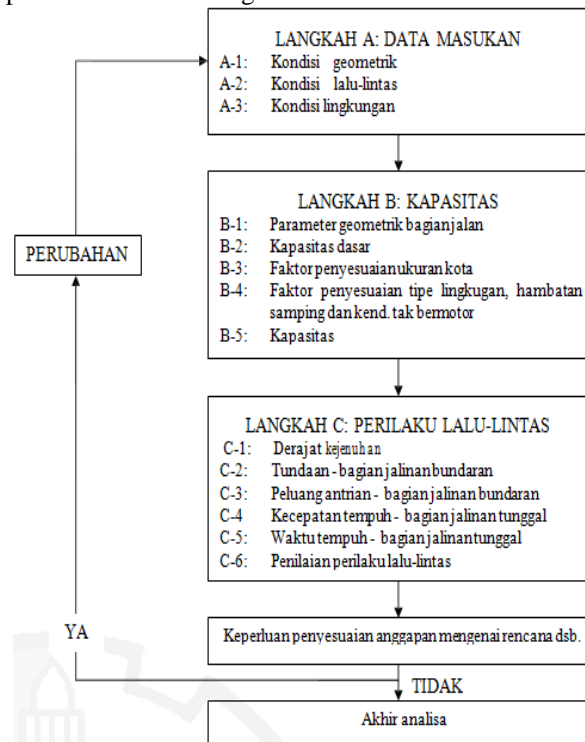 LANGKAH A: DATA MASUKAN
A-1: Kondisi geometrik
A-2: Kondisi lalu-lintas
A-3: Kondisi lingkungan
LANGKAH B: KAPASITAS
B-1: Parameter geometrik bagian jalan
B-2: Kapasitas dasar
B-3: Faktor penyesuaian ukuran kota
B-4: Faktor penyesuaian tipe lingkugan, hambatan
samping dan kend. tak bermotor
B-5: Kapasitas
PERUBAHAN
LANGKAH C: PERILAKU LALU-LINTAS
C-1: Derajat kejenuhan
C-2: Tundaan - bagian jalinan bundaran
C-3: Peluang antrian - bagian jalinan bundaran
C-4 Kecepatan tempuh - bagian jalinan tunggal
C-5: Waktu tempuh - bagian jalinan tunggal
C-6: Penilaian perilaku lalu-lintas
YA
Keperluan penyesuaian anggapan mengenai rencana dsb.
TIDAK
Akhir analisa